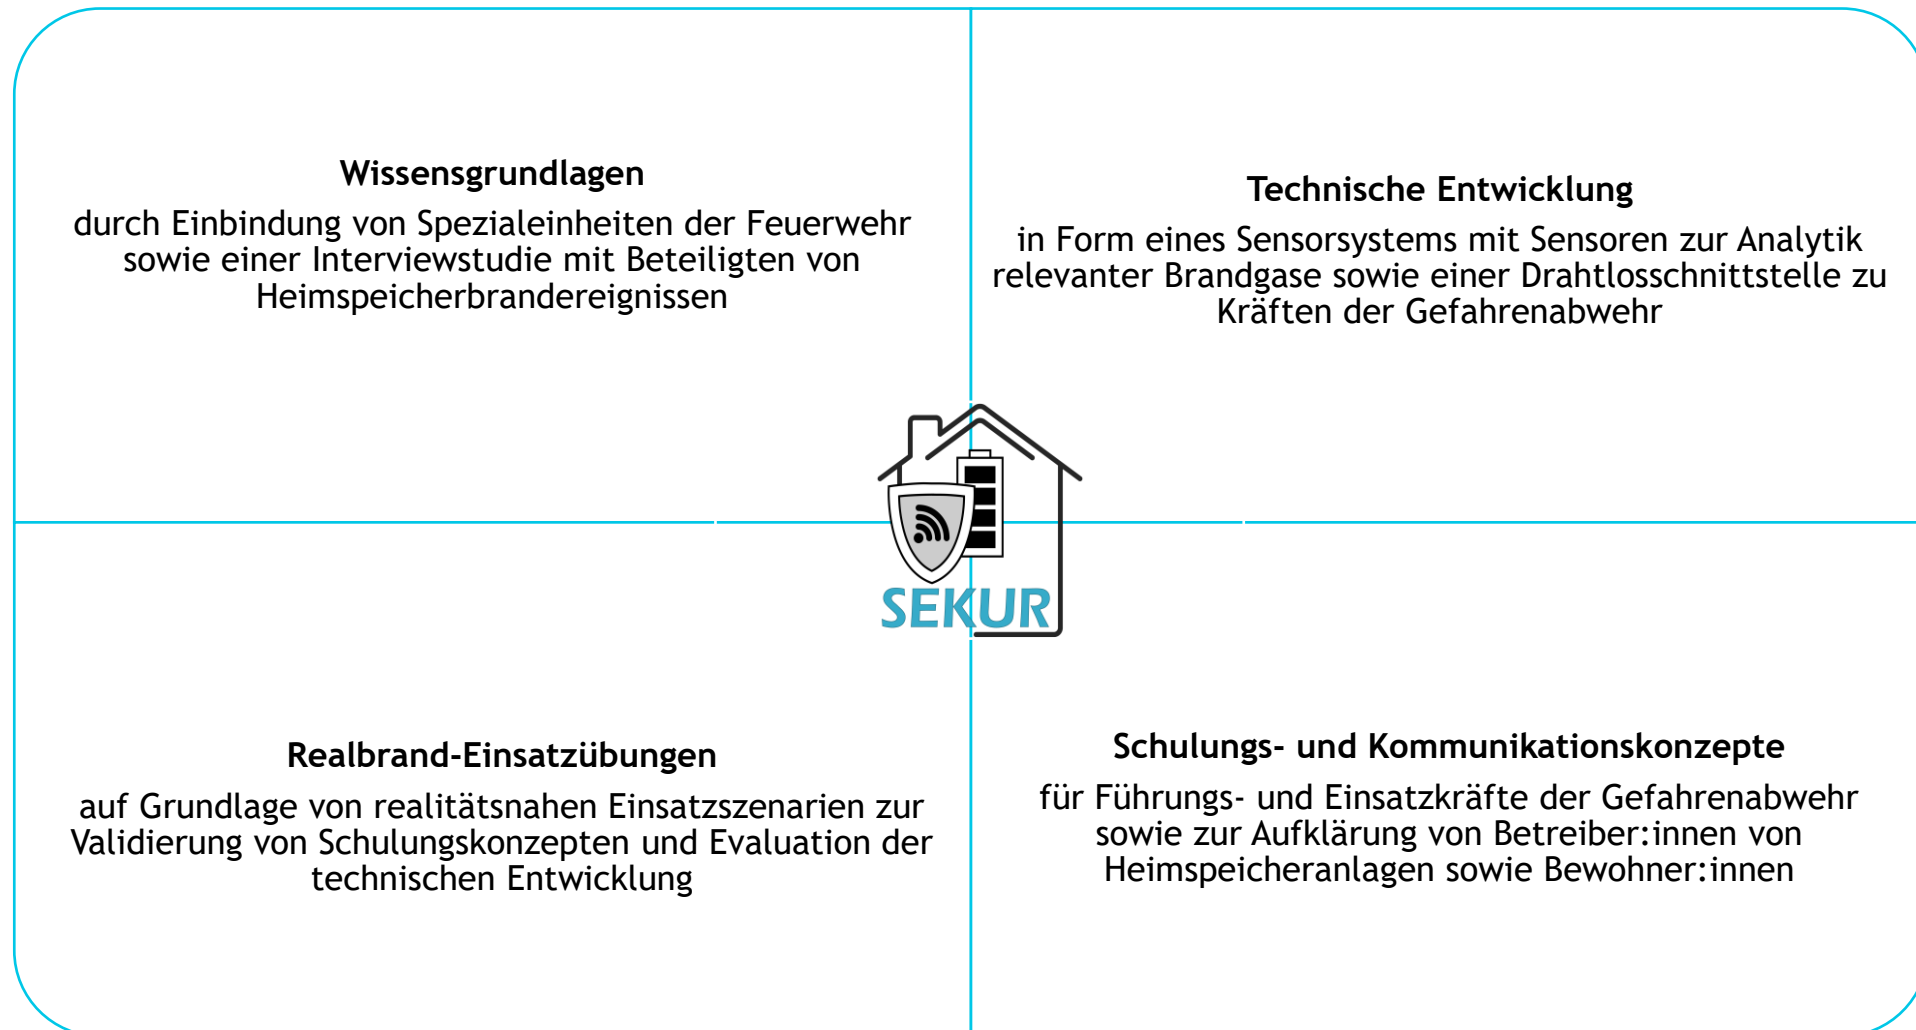 Wissensgrundlagen
durch Einbindung von Spezialeinheiten der Feuerwehr
sowie einer Interviewstudie mit Beteiligten von
Heimspeicherbrandereignissen
Technische Entwicklung
in Form eines Sensorsystems mit Sensoren zur Analytik
relevanter Brandgase sowie einer Drahtlosschnittstelle zu
Kräften der Gefahrenabwehr
SEKUR
Realbrand-Einsatzübungen
auf Grundlage von realitätsnahen Einsatzszenarien zur
Validierung von Schulungskonzepten und Evaluation der
technischen Entwicklung
Schulungs- und Kommunikationskonzepte
für Führungs- und Einsatzkräfte der Gefahrenabwehr
sowie zur Aufklärung von Betreiber:innen von
Heimspeicheranlagen sowie Bewohner:innen